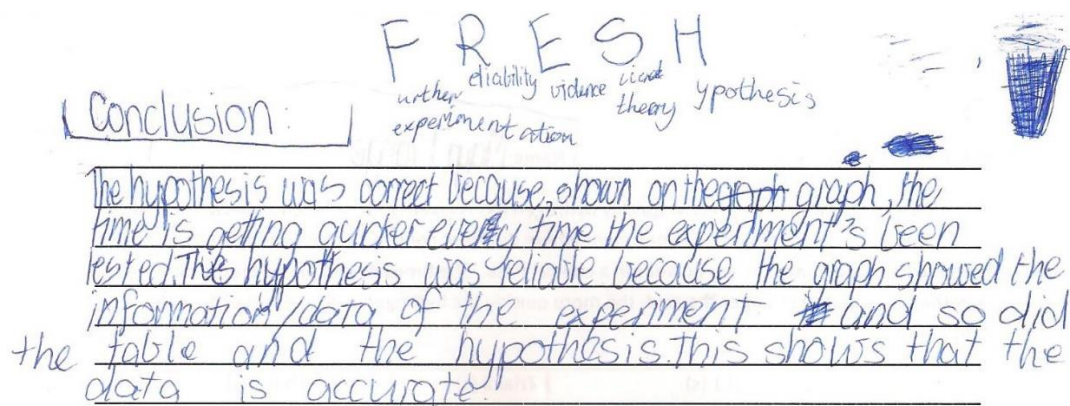 F R E S H
urther eliability vidence ypothesis
experimentation theory
Conclusion:
The hypothesis was correct because, shown on the graph graph, the
time is getting quicker every time the experiment's been
tested. This hypothesis was reliable because the graph showed the
information/data of the experiment and so did
the table and the hypothesis. This shows that the
data is accurate.